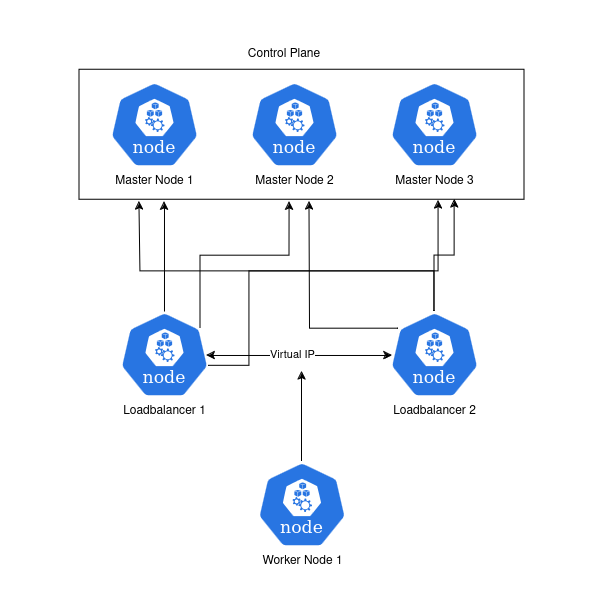 Control Plane
node
node
node
Master Node 1
Master Node 2
Master Node 3
node
Virtual IP
node
Loadbalancer 1
Loadbalancer 2
node
Worker Node 1